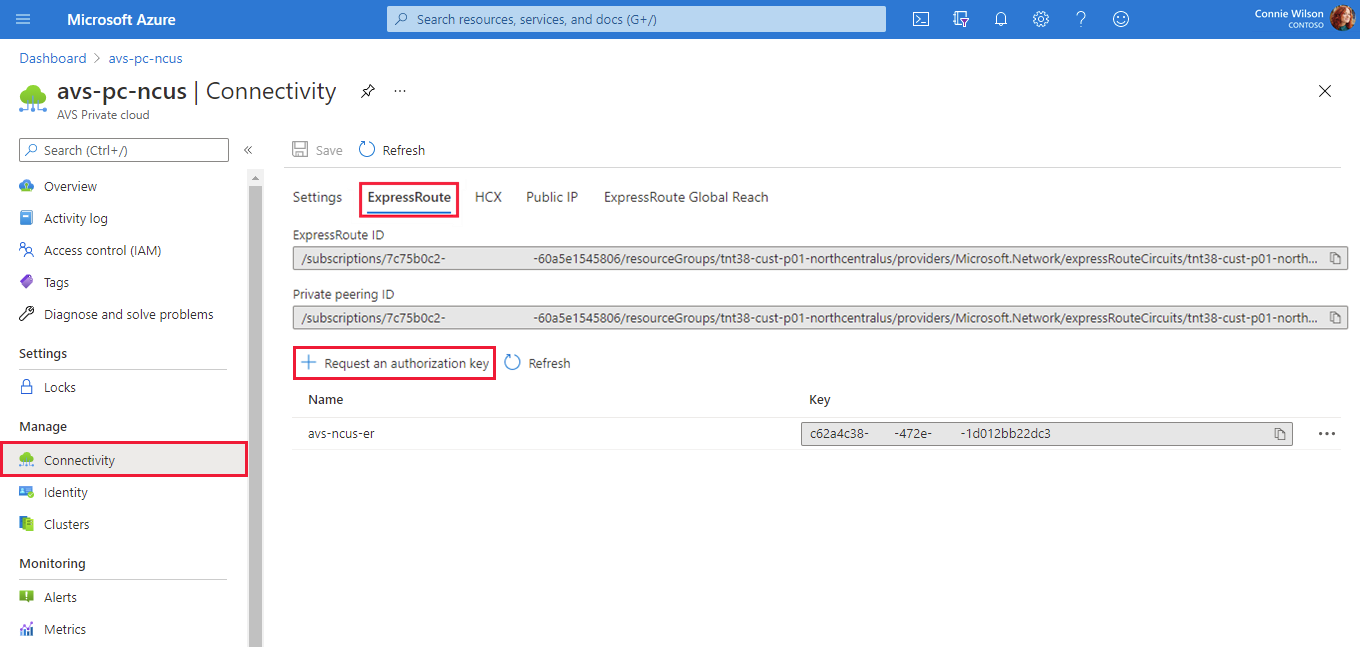 Microsoft Azure
Search resources, services, and docs (G+/)
Connie Wilson
CONTOSO
Dashboard > avs-pc-ncus
avs-pc-ncus | Connectivity
AVS Private cloud
Search (Ctrl+/)
Overview
Activity log
Access control (IAM)
Tags
Diagnose and solve problems
Settings
Locks
Manage
Connectivity
Identity
Clusters
Monitoring
Alerts
Metrics
Save Refresh
Settings ExpressRoute HCX Public IP ExpressRoute Global Reach
ExpressRoute ID
/subscriptions/7c75b0c2- -60a5e1545806/resourceGroups/tnt38-cust-p01-northcentralus/providers/Microsoft.Network/expressRouteCircuits/tnt38-cust-p01-north...
Private peering ID
/subscriptions/7c75b0c2- -60a5e1545806/resourceGroups/tnt38-cust-p01-northcentralus/providers/Microsoft.Network/expressRouteCircuits/tnt38-cust-p01-north...
+ Request an authorization key Refresh
Name Key
avs-ncus-er c62a4c38- -472e- -1d012bb22dc3